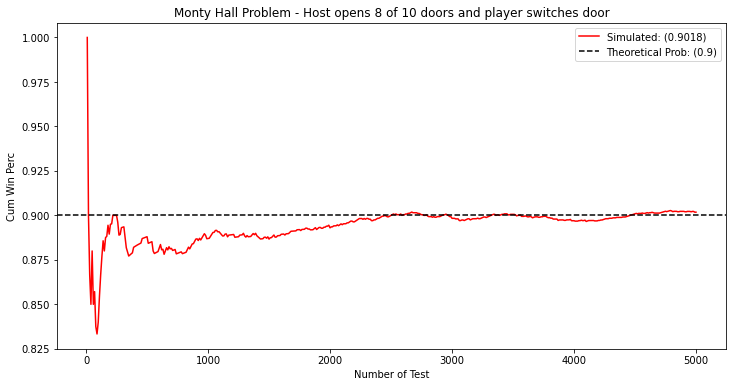 Monty Hall Problem - Host opens 8 of 10 doors and player switches door
Simulated: (0.9018)
Theoretical Prob: (0.9)
Cum Win Perc
1.000
0.975
0.950
0.925
0.900
0.875
0.850
0.825
0
1000
2000
3000
4000
5000
Number of Test